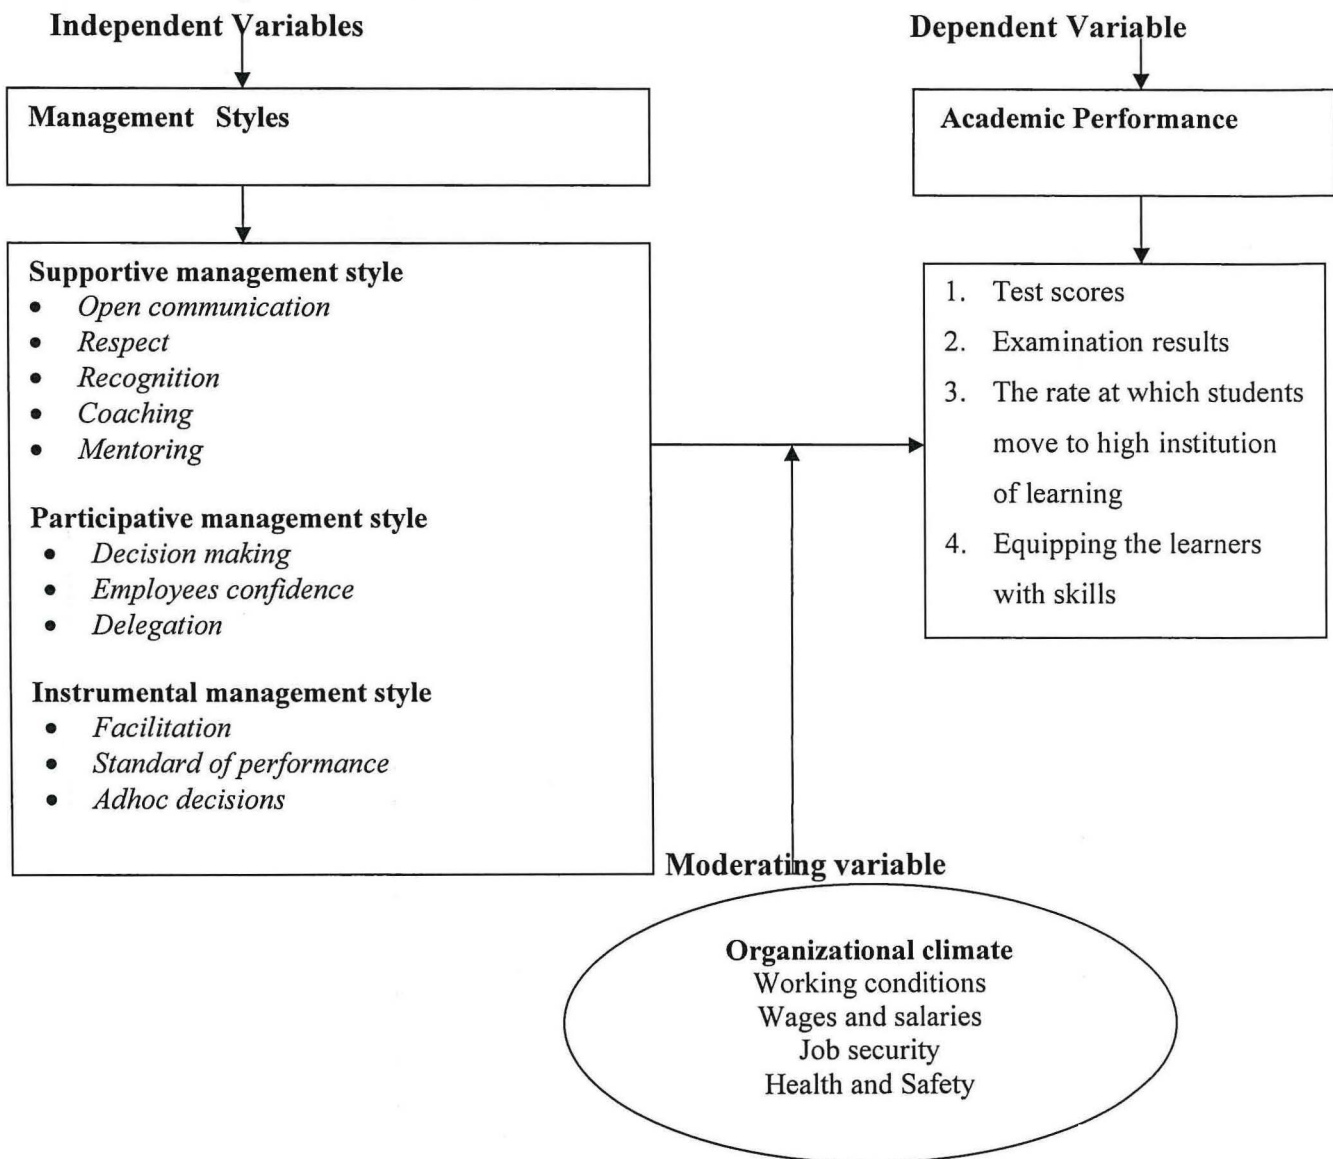 Independent Variables
Management Styles
Supportive management style
• Open communication
• Respect
• Recognition
• Coaching
• Mentoring
Participative management style
• Decision making
• Employees confidence
• Delegation
Instrumental management style
• Facilitation
• Standard of performance
• Adhoc decisions
Dependent Variable
Academic Performance
1. Test scores
2. Examination results
3. The rate at which students
move to high institution
of learning
4. Equipping the learners
with skills
Moderating variable
Organizational climate
Working conditions
Wages and salaries
Job security
Health and Safety